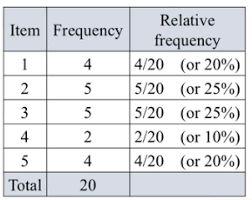 Item Frequency Relative frequency
1 4 4/20 (or 20%)
2 5 5/20 (or 25%)
3 5 5/20 (or 25%)
4 2 2/20 (or 10%)
5 4 4/20 (or 20%)
Total 20